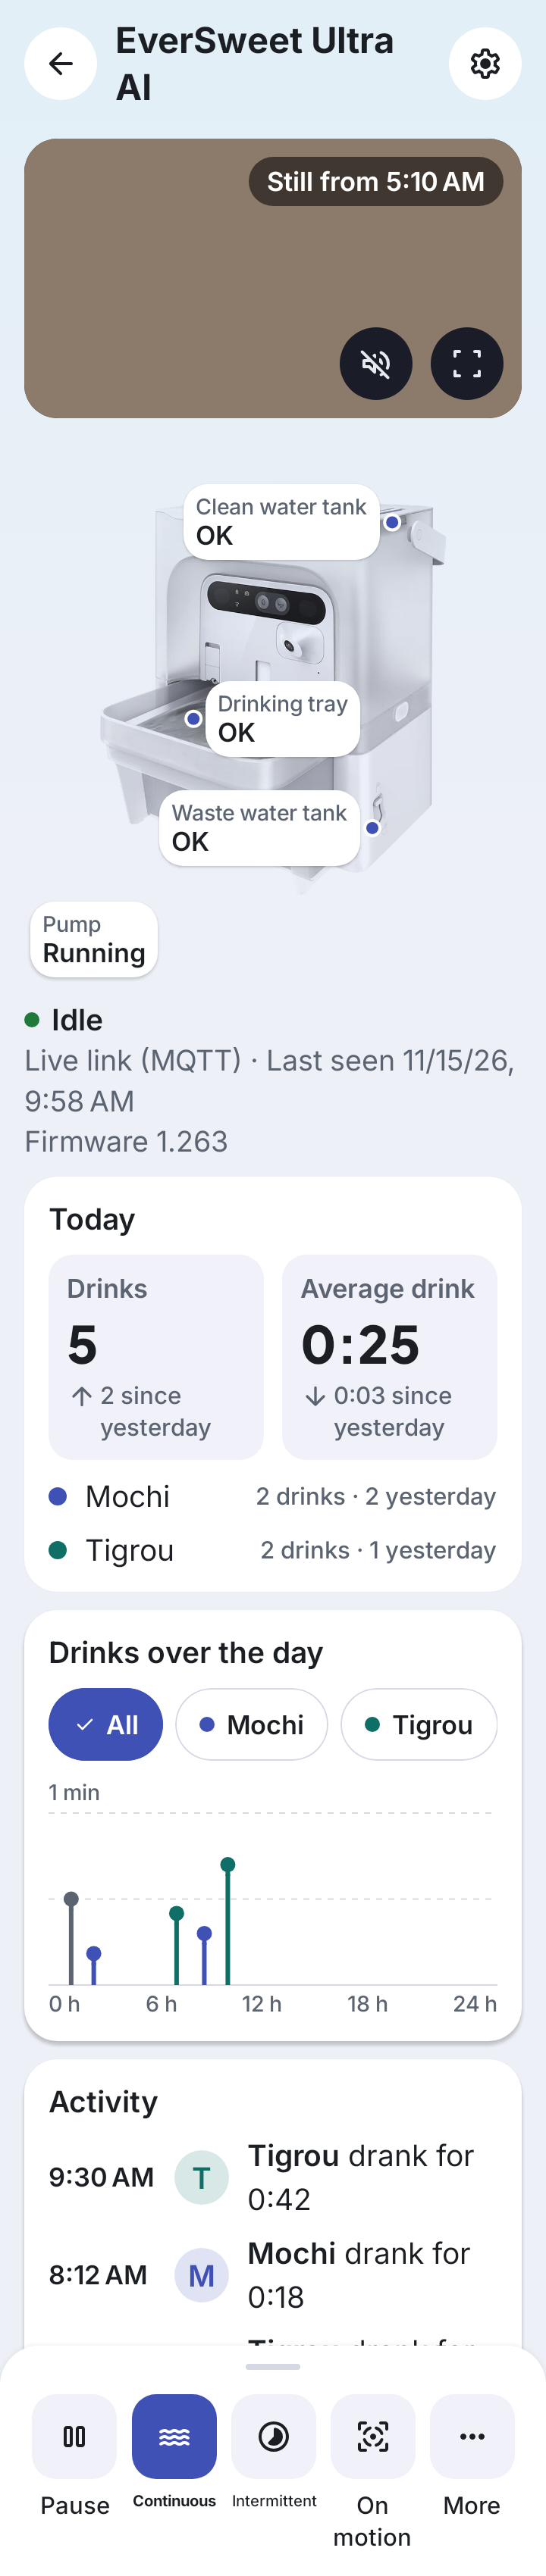 EverSweet Ultra
AI
Still from 5:10 AM
Clean water tank
OK
Drinking tray
OK
Waste water tank
OK
Pump
Running
Idle
Live link (MQTT) · Last seen 11/15/26,
9:58 AM
Firmware 1.263
Today
Drinks
5
↑ 2 since
yesterday
Average drink
0:25
↓ 0:03 since
yesterday
Mochi 2 drinks · 2 yesterday
Tigrou 2 drinks · 1 yesterday
Drinks over the day
All Mochi Tigrou
1 min
0 h 6 h 12 h 18 h 24 h
Activity
9:30 AM T Tigrou drank for
0:42
8:12 AM M Mochi drank for
0:18
Tigrou drank for
Pause Continuous Intermittent On
motion More